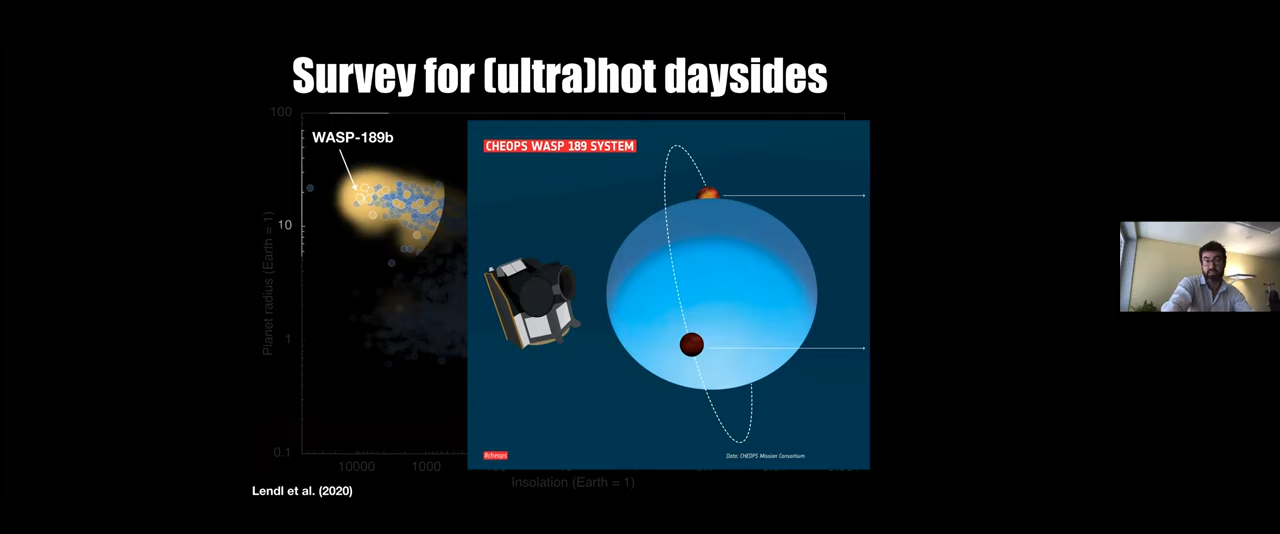 Survey for (ultra)hot daysides
100
WASP-189b
CHEOPS WASP 189 SYSTEM
10
Planet radius (Earth = 1)
1
#cheops
Data: CHEOPS Mission Consortium
0.1
10000
1000
Insolation (Earth = 1)
Lendl et al. (2020)